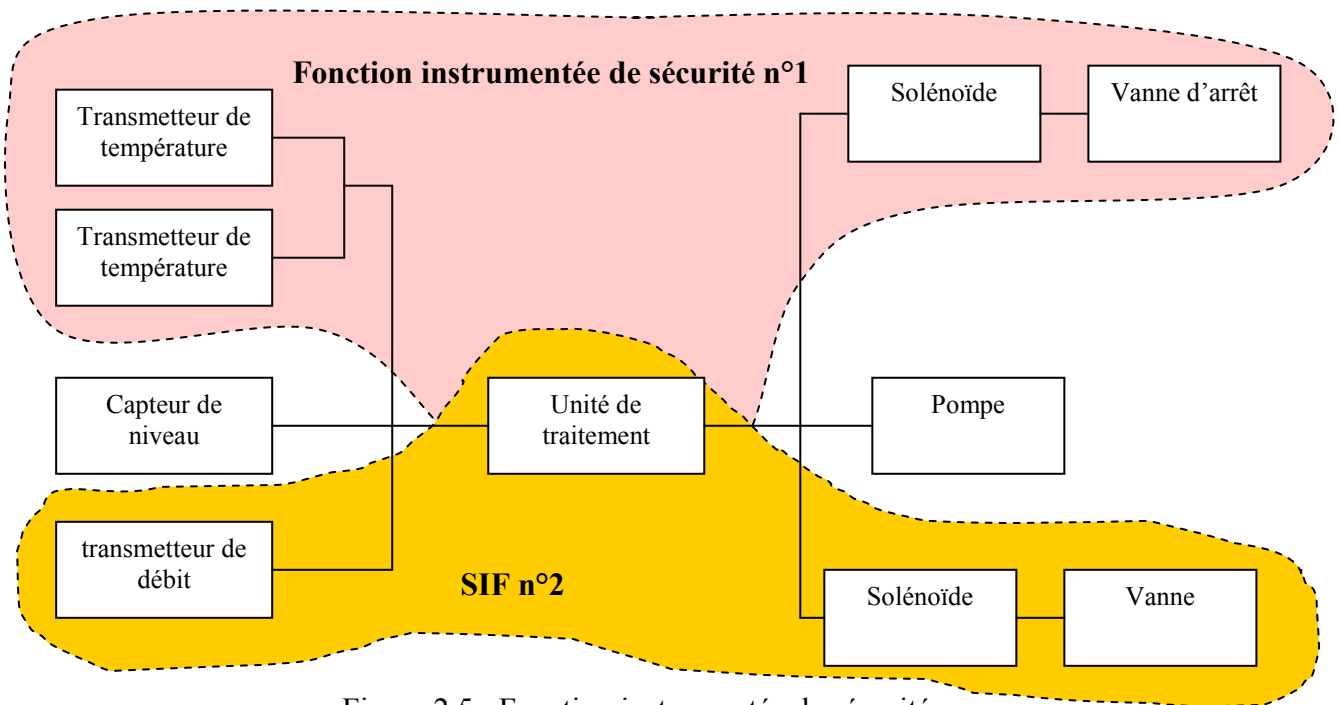 Fonction instrumentée de sécurité n°1
Transmetteur de
température
Transmetteur de
température
Solénoïde
Vanne d'arrêt
Capteur de
niveau
Unité de
traitement
Pompe
transmetteur de
débit
SIF n°2
Solénoïde
Vanne